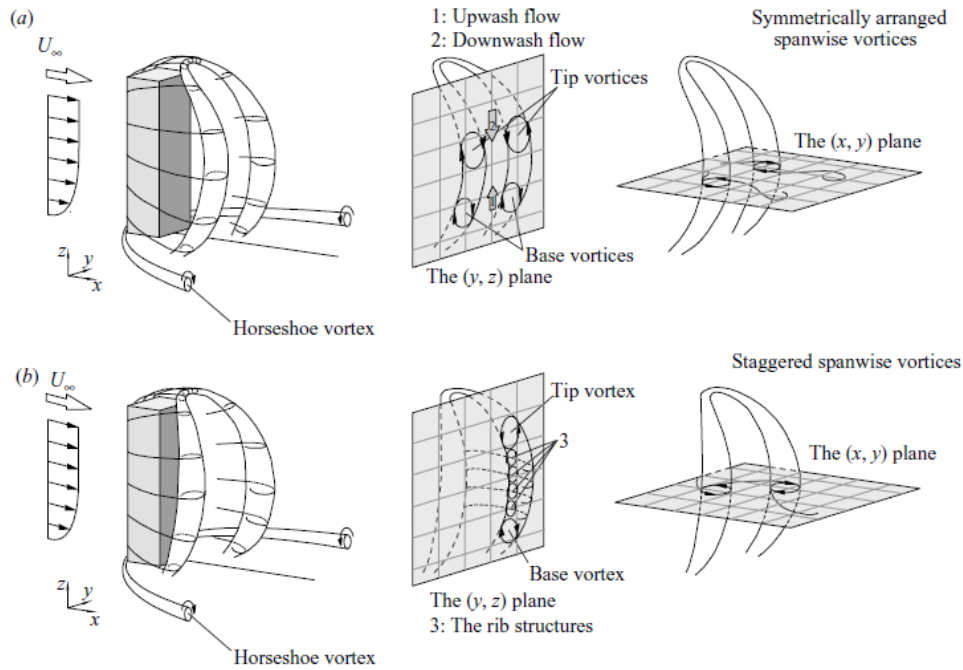 (a)
U∞
1: Upwash flow
2: Downwash flow
Symmetrically arranged
spanwise vortices
Tip vortices
The (x, y) plane
2
1
z
y
x
Base vortices
The (y, z) plane
Horseshoe vortex
(b)
U∞
Staggered spanwise vortices
Tip vortex
3
The (x, y) plane
z
y
x
Base vortex
The (y, z) plane
3: The rib structures
Horseshoe vortex